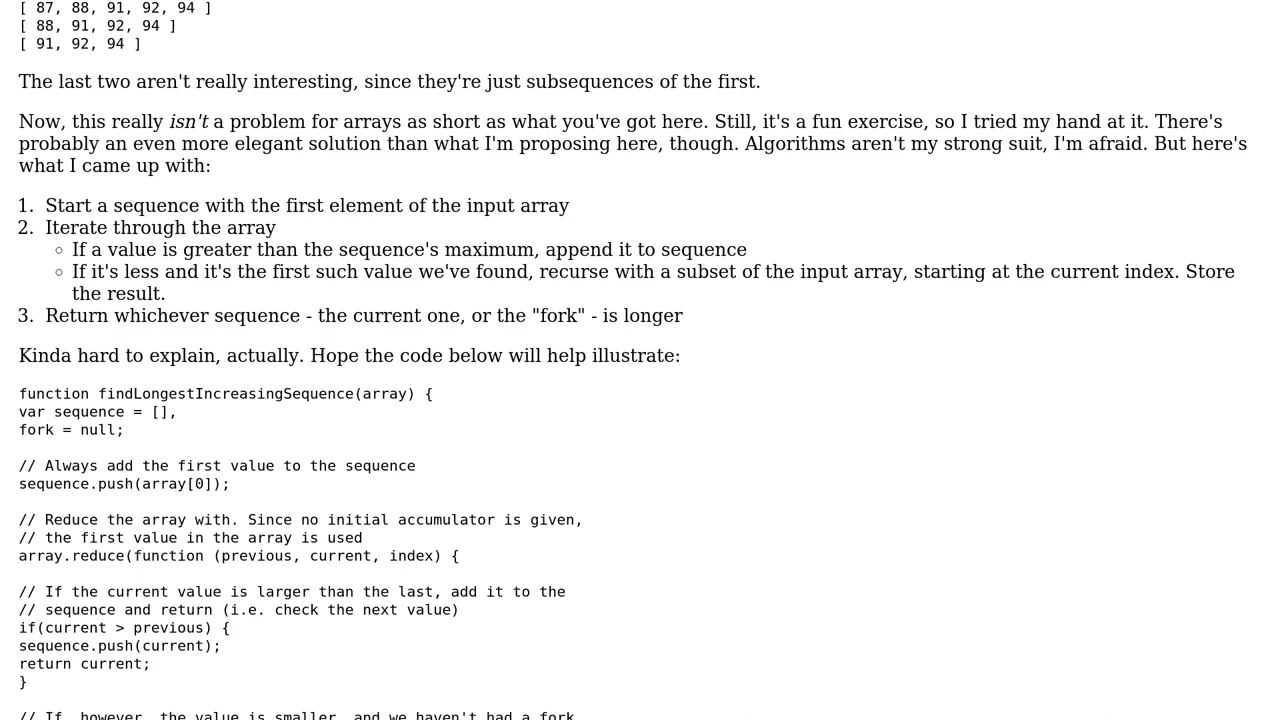 [ 87, 88, 91, 92, 94 ]
[ 88, 91, 92, 94 ]
[ 91, 92, 94 ]
The last two aren't really interesting, since they're just subsequences of the first.
Now, this really isn't a problem for arrays as short as what you've got here. Still, it's a fun exercise, so I tried my hand at it. There's
probably an even more elegant solution than what I'm proposing here, though. Algorithms aren't my strong suit, I'm afraid. But here's
what I came up with:
1. Start a sequence with the first element of the input array
2. Iterate through the array
◦ If a value is greater than the sequence's maximum, append it to sequence
◦ If it's less and it's the first such value we've found, recurse with a subset of the input array, starting at the current index. Store
the result.
3. Return whichever sequence - the current one, or the "fork" - is longer
Kinda hard to explain, actually. Hope the code below will help illustrate:
function findLongestIncreasingSequence(array) {
var sequence = [],
fork = null;
// Always add the first value to the sequence
sequence.push(array[0]);
// Reduce the array with. Since no initial accumulator is given,
// the first value in the array is used
array.reduce(function (previous, current, index) {
// If the current value is larger than the last, add it to the
// sequence and return (i.e. check the next value)
if(current > previous) {
sequence.push(current);
return current;
}
// If, however, the value is smaller, and we haven't had a fork